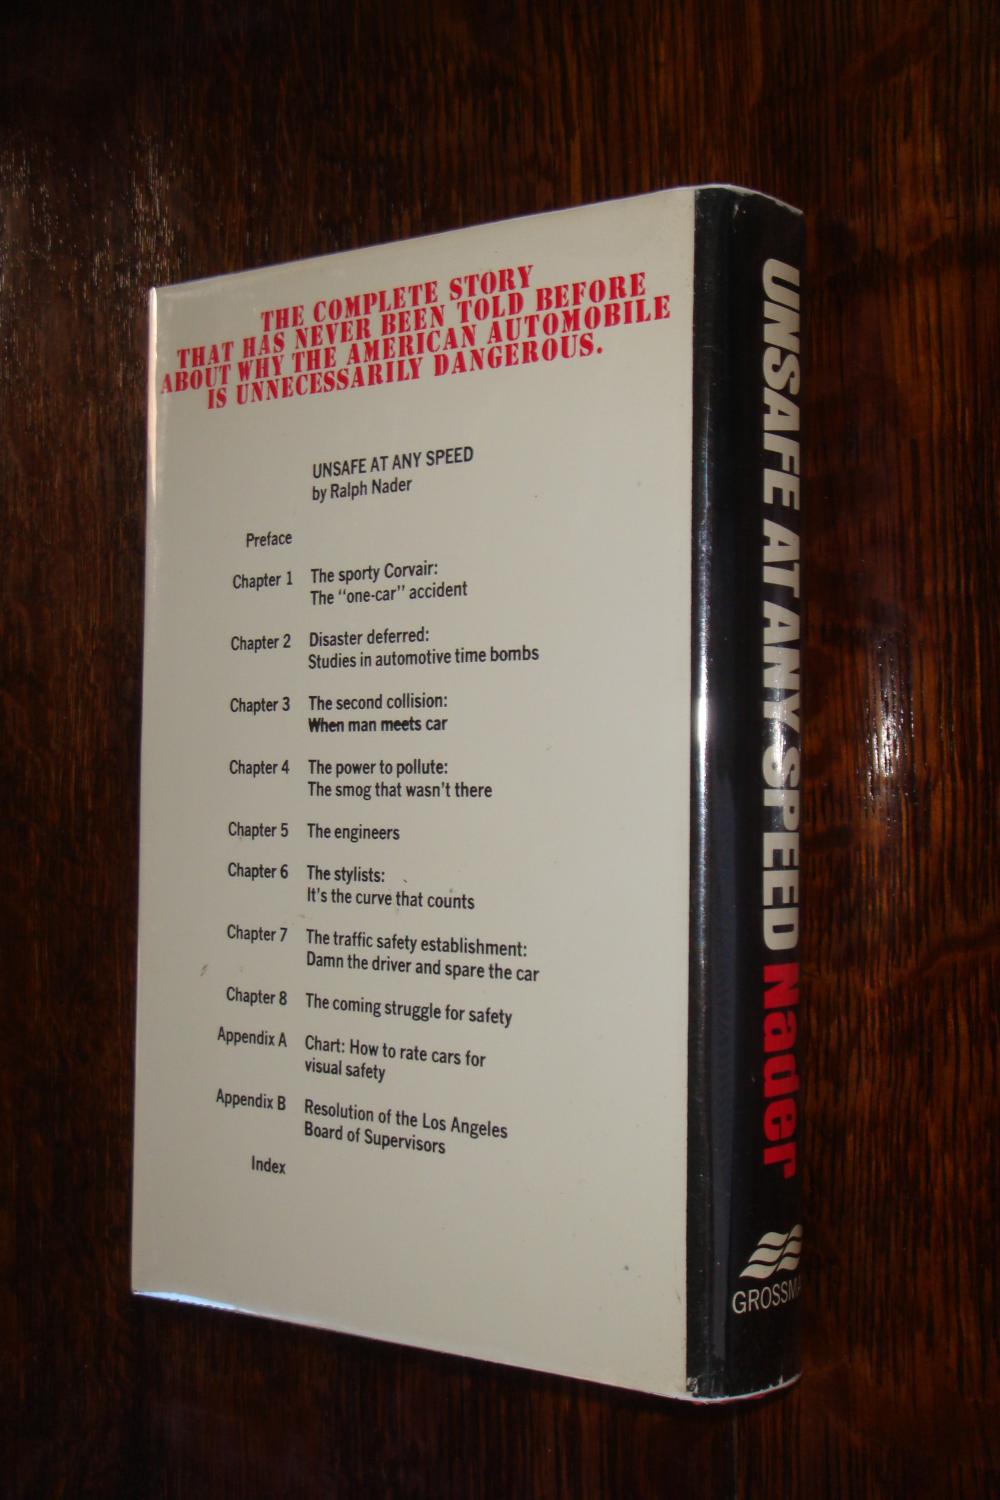 THE COMPLETE STORY
THAT HAS NEVER BEEN TOLD BEFORE
ABOUT WHY THE AMERICAN AUTOMOBILE
IS UNNECESSARILY DANGEROUS.
UNSAFE AT ANY SPEED
by Ralph Nader
Preface
Chapter 1 The sporty Corvair:
The “one-car” accident
Chapter 2 Disaster deferred:
Studies in automotive time bombs
Chapter 3 The second collision:
When man meets car
Chapter 4 The power to pollute:
The smog that wasn't there
Chapter 5 The engineers
Chapter 6 The stylists:
It's the curve that counts
Chapter 7 The traffic safety establishment:
Damn the driver and spare the car
Chapter 8 The coming struggle for safety
Appendix A Chart: How to rate cars for
visual safety
Appendix B Resolution of the Los Angeles
Board of Supervisors
Index
UNSAFE AT ANY SPEED Nader